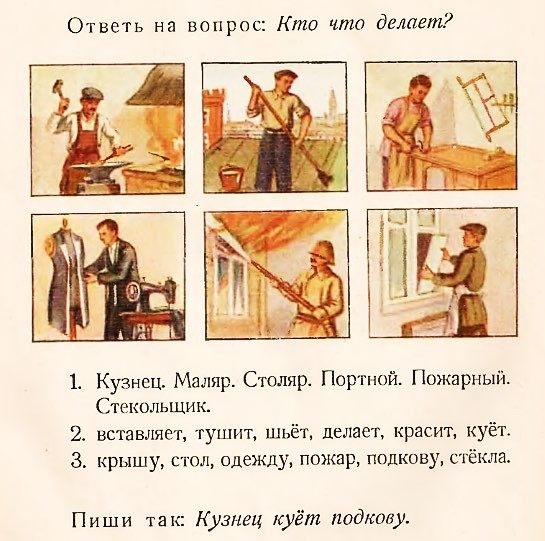 Ответь на вопрос: Кто что делает?
1. Кузнец. Маляр. Столяр. Портной. Пожарный.
Стекольщик.
2. вставляет, тушит, шьёт, делает, красит, куёт.
3. крышу, стол, одежду, пожар, подкову, стёкла.
Пиши так: Кузнец куёт подкову.